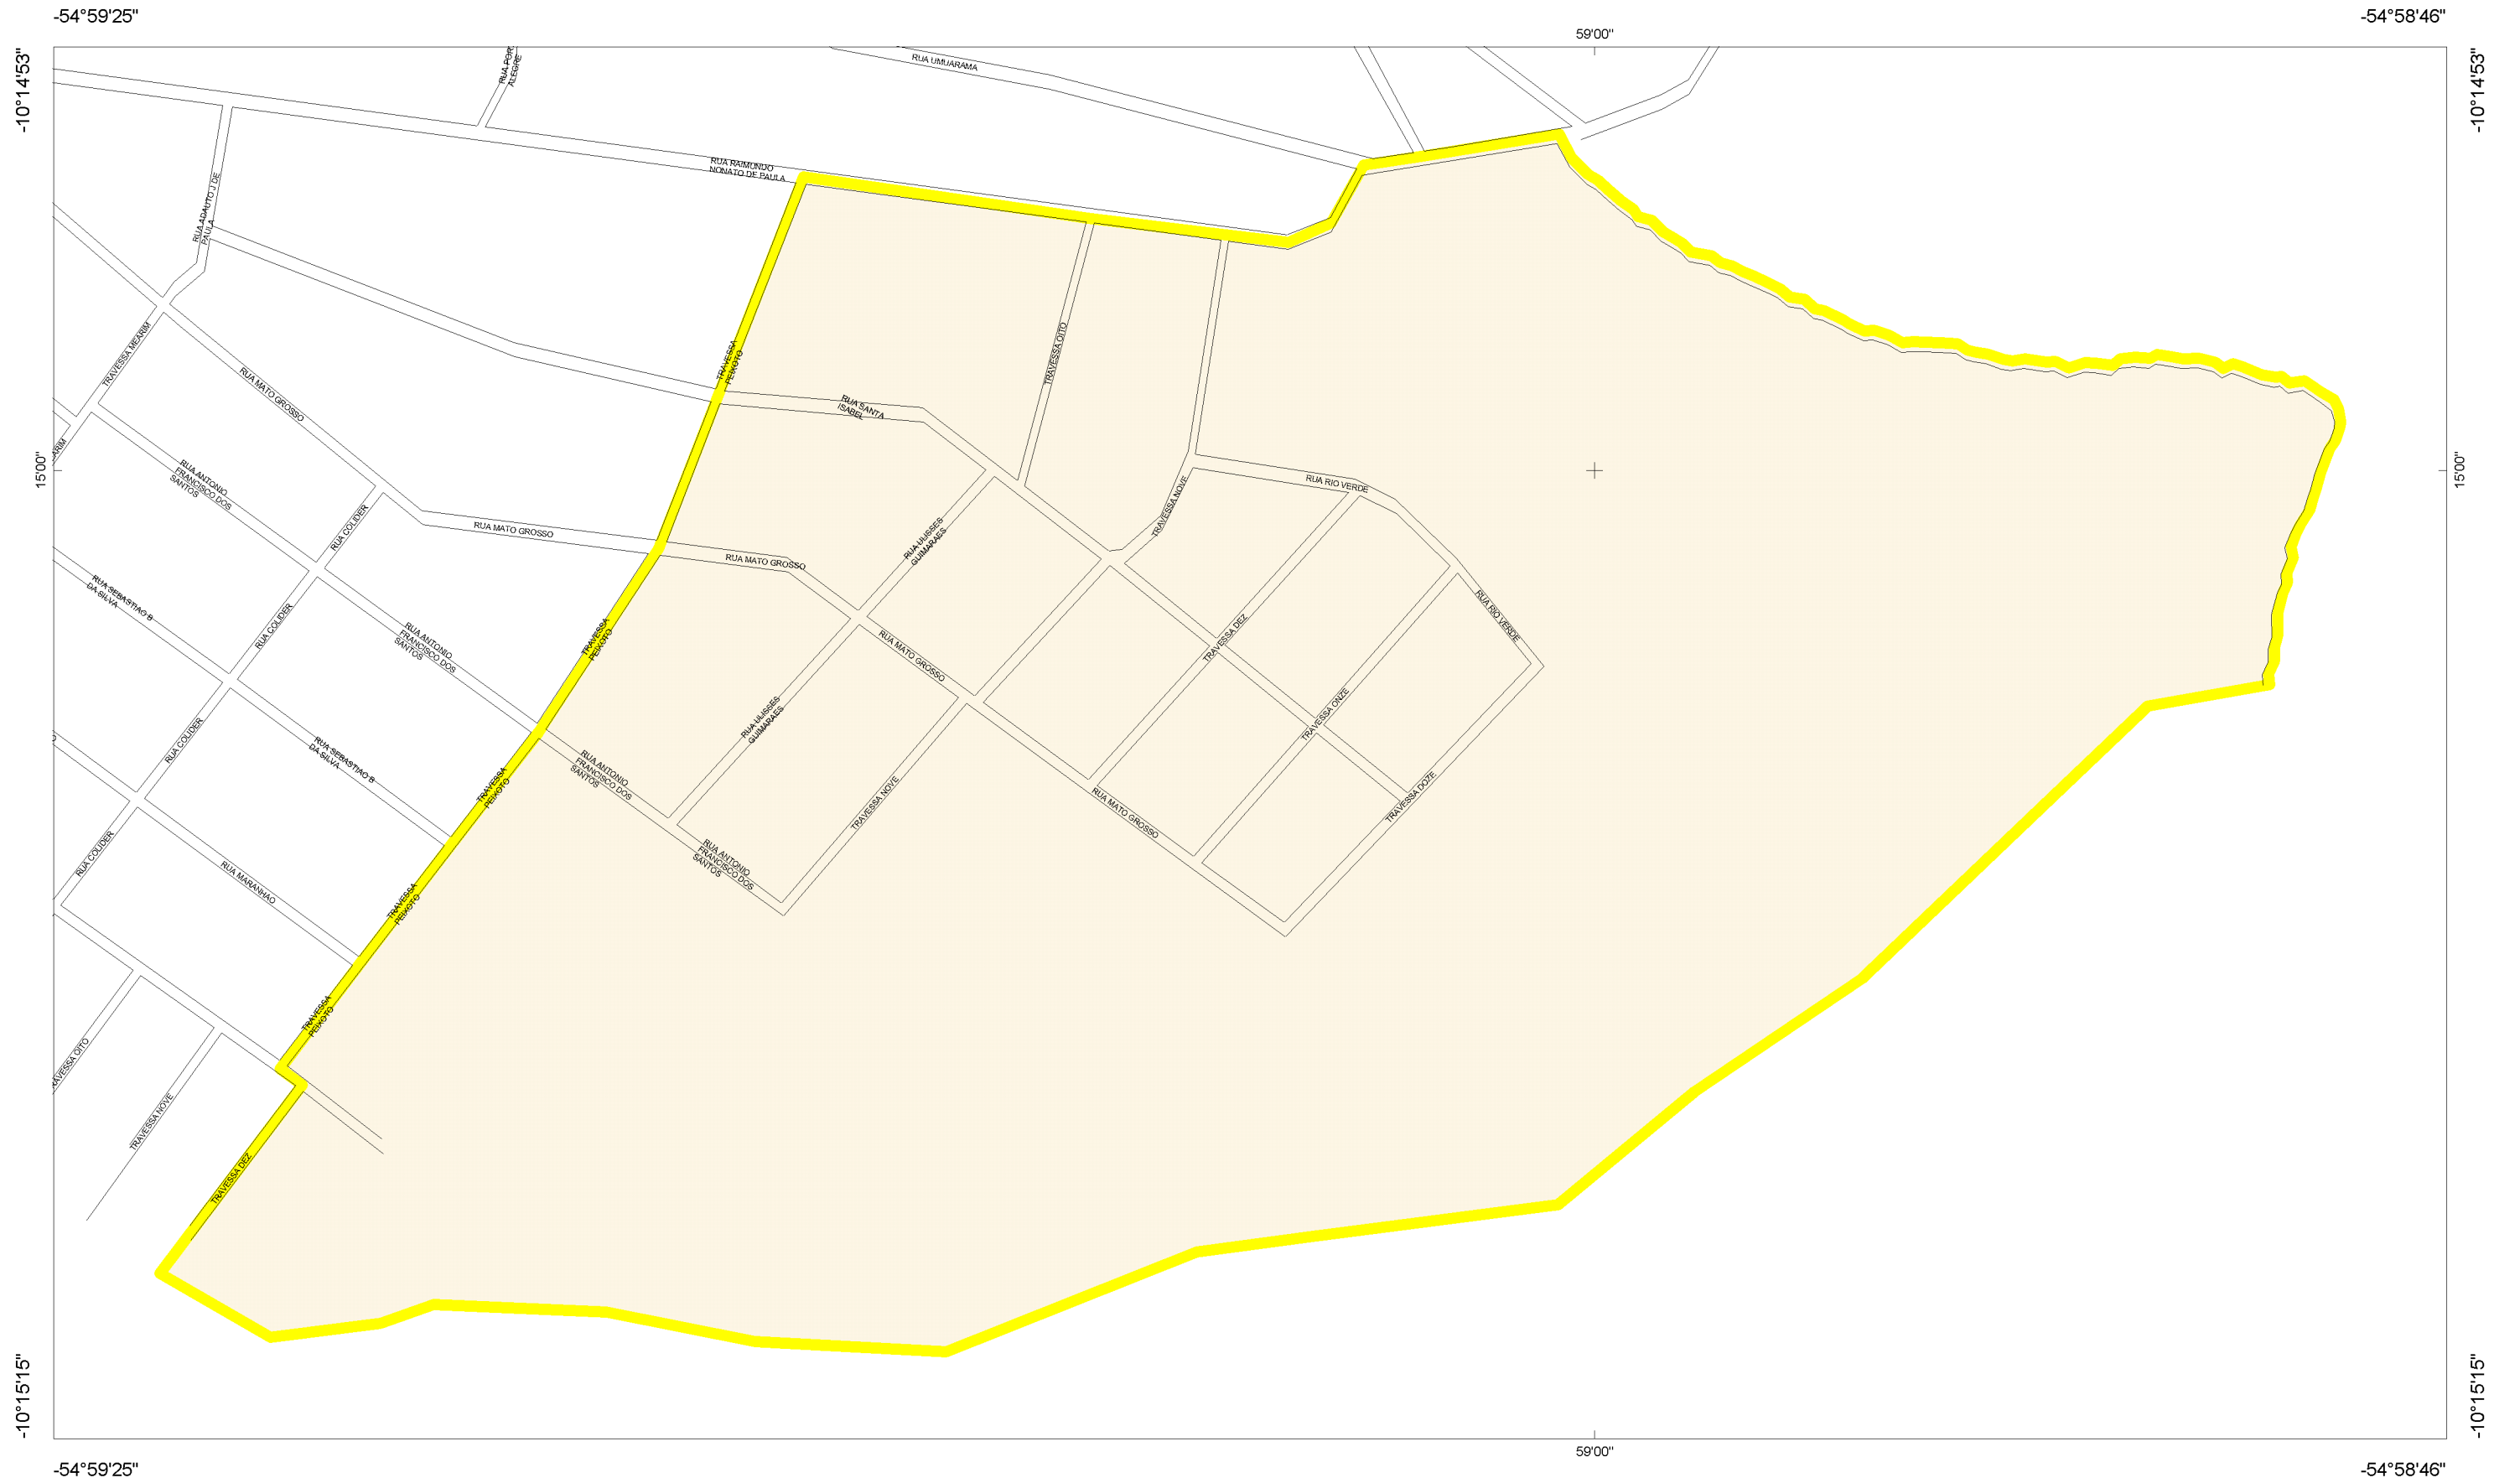 -54°59'25"
-54°58'46"
59'00"
-10°14'53"
-10°14'53"
RUA UMUARAMA
ALEGRE
RUA RAIMUNDO
NONATO DE PAULA
RUA ADAUTO J DE
PAULA
TRAVESSA MEARIM
RUA MATO GROSSO
TRAVESSA
PEIXOTO
TRAVESSA OITO
RUA SANTA
ISABEL
15'00"
15'00"
RUA ANTONIO
FRANCISCO DOS
SANTOS
RUA COLIDER
RUA MATO GROSSO
RUA MATO GROSSO
RUA ULISSES
GUIMARAES
TRAVESSA NOVE
RUA RIO VERDE
RUA RIO VERDE
RUA SEBASTIAO B
DA SILVA
RUA COLIDER
RUA ANTONIO
FRANCISCO DOS
SANTOS
TRAVESSA
PEIXOTO
RUA MATO GROSSO
TRAVESSA DEZ
RUA COLIDER
RUA SEBASTIAO B
DA SILVA
TRAVESSA
PEIXOTO
RUA ANTONIO
FRANCISCO DOS
SANTOS
RUA ULISSES
GUIMARAES
TRAVESSA ONZE
TRAVESSA NOVE
RUA MATO GROSSO
TRAVESSA DOZE
RUA COLIDER
RUA MARANHAO
TRAVESSA
PEIXOTO
RUA ANTONIO
FRANCISCO DOS
SANTOS
TRAVESSA
PEIXOTO
RAVESSA OITO
TRAVESSA NOVE
TRAVESSA DEZ
-10°15'15"
-10°15'15"
59'00"
-54°59'25"
-54°58'46"